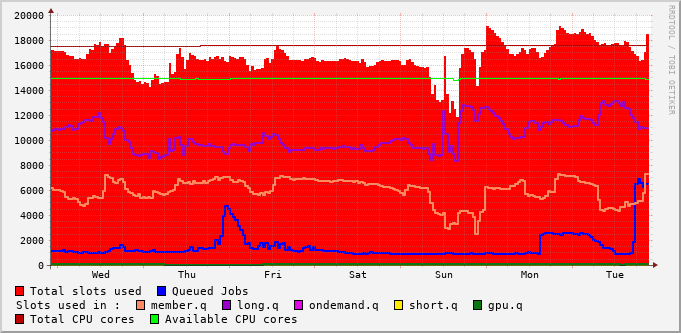 20000
18000
16000
14000
12000
10000
8000
6000
4000
2000
0
Wed Thu Fri Sat Sun Mon Tue
Total slots used Queued Jobs
Slots used in : member.q long.q ondemand.q short.q gpu.q
Total CPU cores Available CPU cores
RRDTOOL / TOBI OETIKER